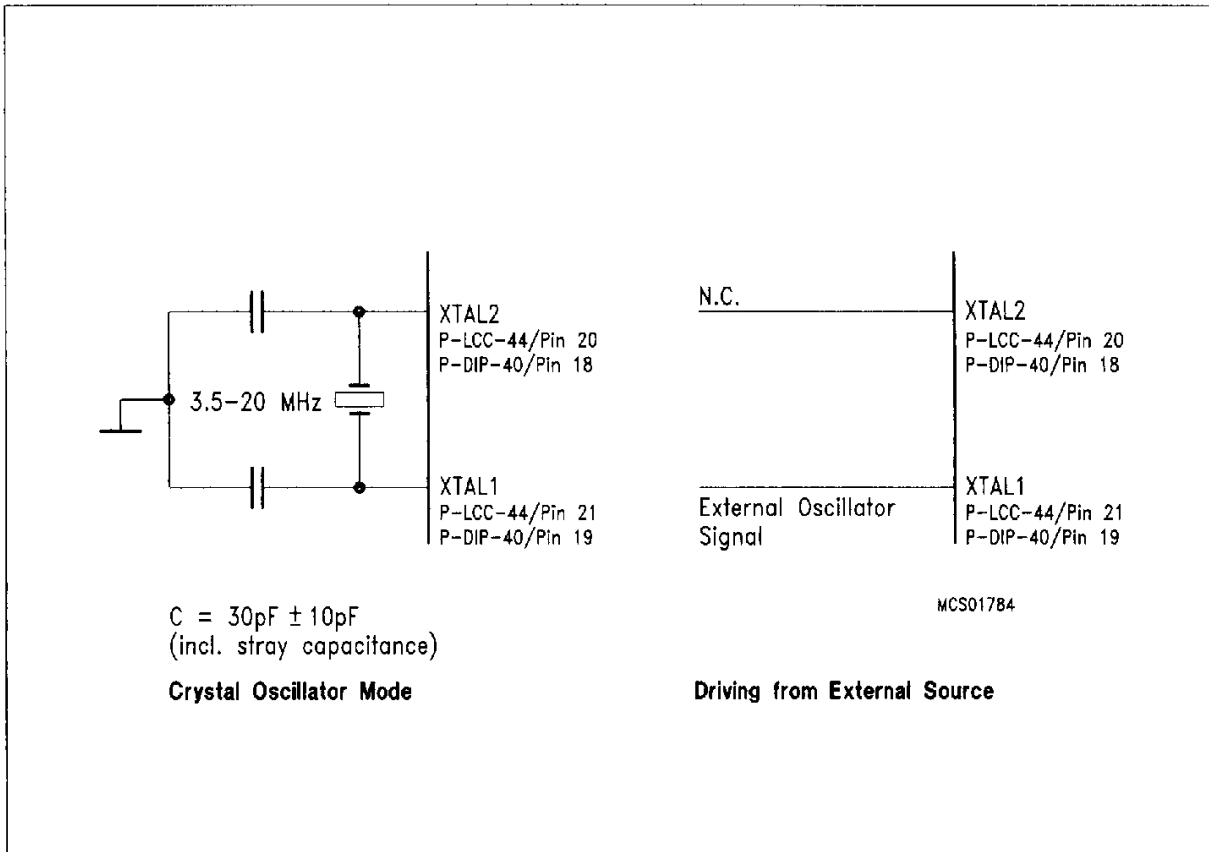 XTAL2
P-LCC-44/Pin 20
P-DIP-40/Pin 18
3.5-20 MHz
XTAL1
P-LCC-44/Pin 21
P-DIP-40/Pin 19
C = 30pF ± 10pF
(incl. stray capacitance)
Crystal Oscillator Mode
N.C.
XTAL2
P-LCC-44/Pin 20
P-DIP-40/Pin 18
External Oscillator
Signal
XTAL1
P-LCC-44/Pin 21
P-DIP-40/Pin 19
MCS01784
Driving from External Source